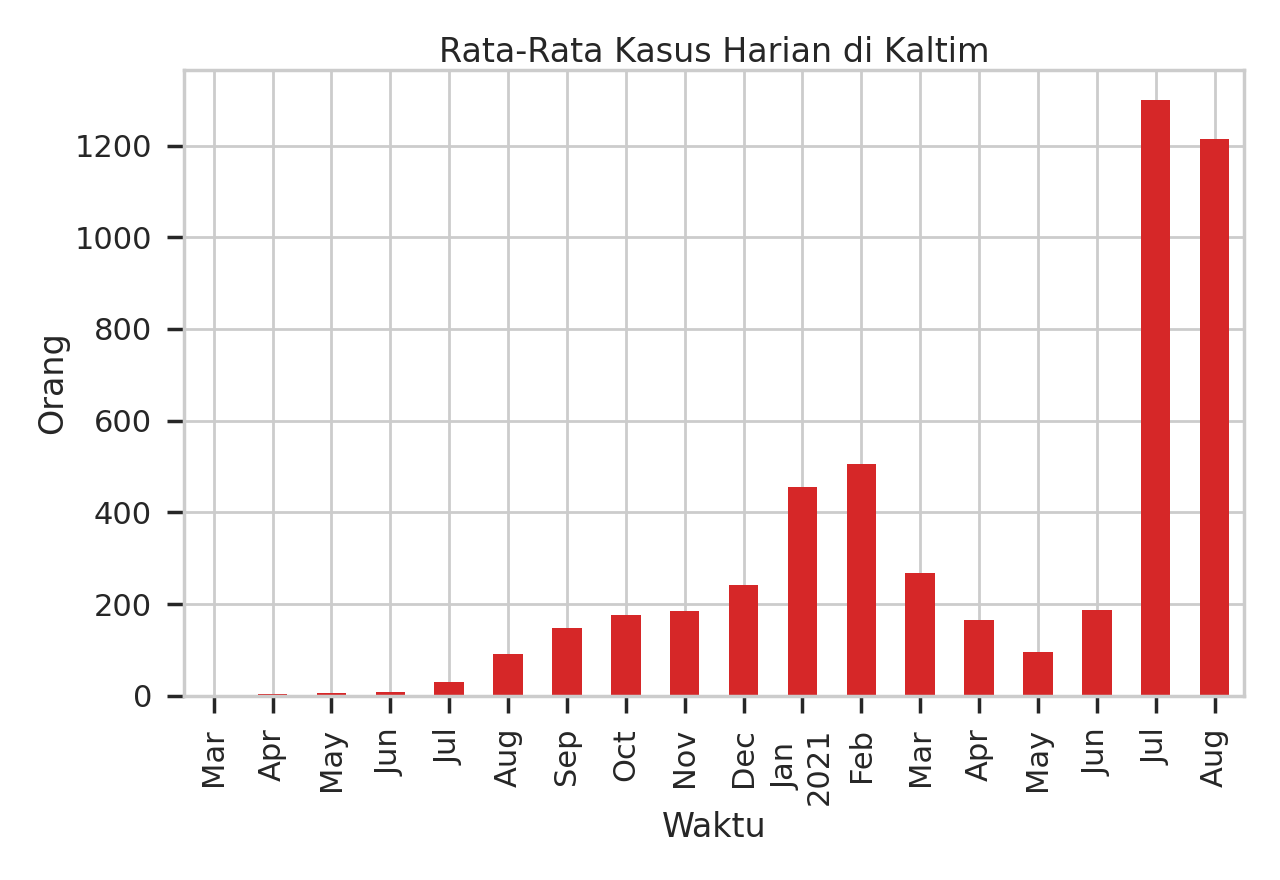 Rata-Rata Kasus Harian di Kaltim
1200
1000
800
600
400
200
0
Orang
Mar
Apr
May
Jun
Jul
Aug
Sep
Oct
Nov
Dec
Jan
2021
Feb
Mar
Apr
May
Jun
Jul
Aug
Waktu